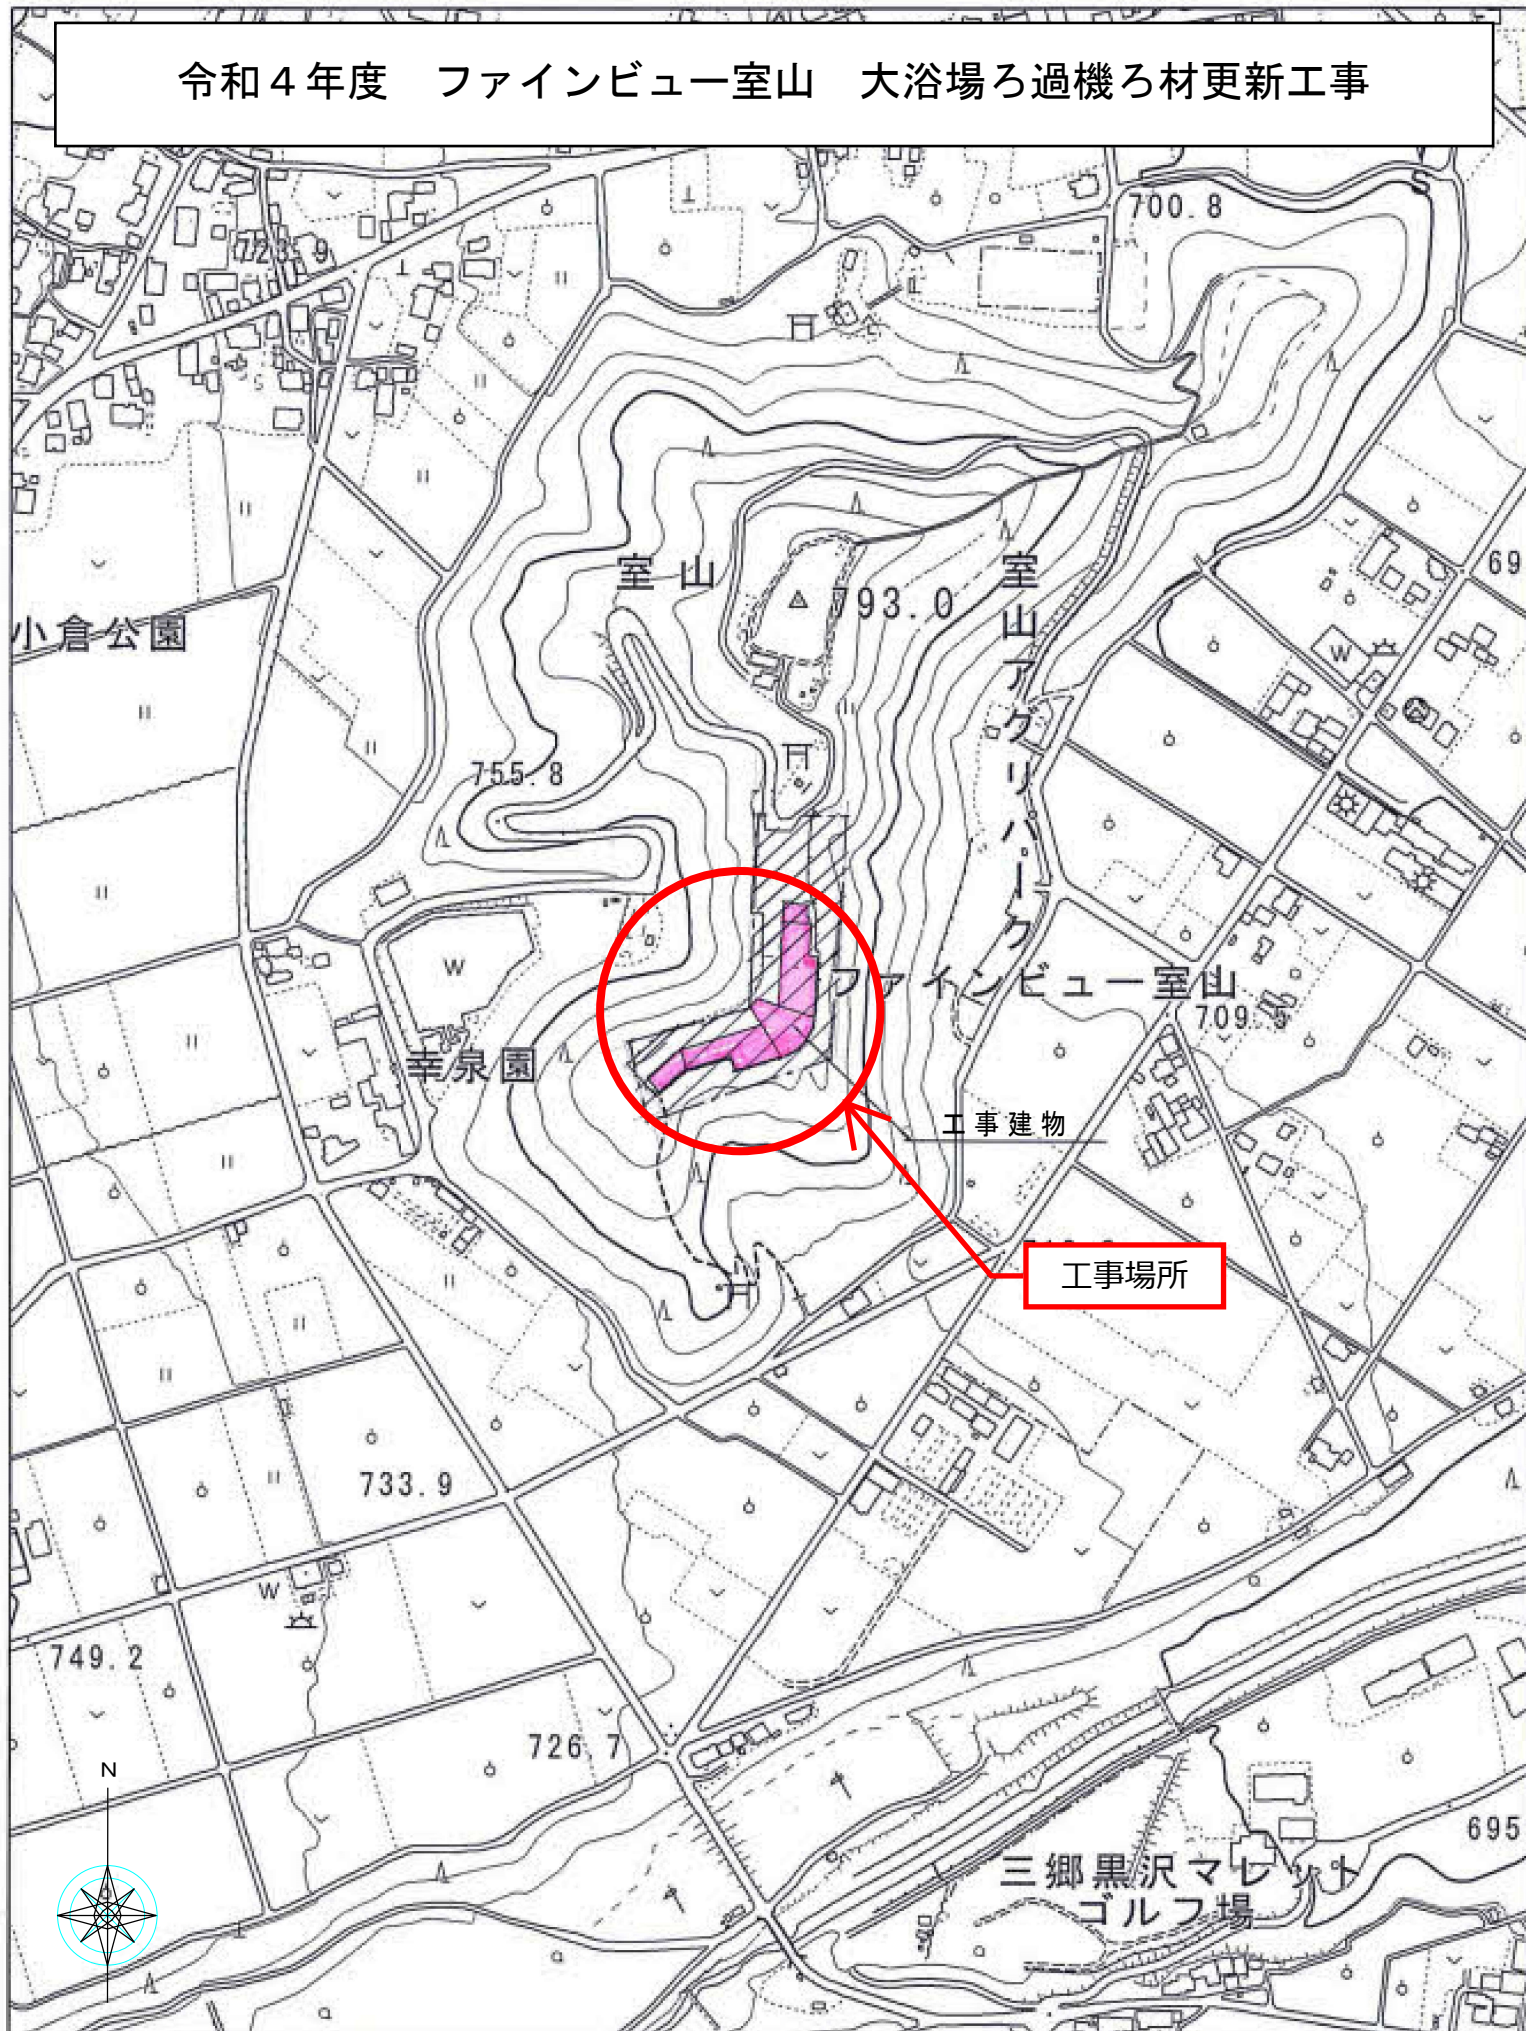 令和４年度　ファインビュー室山　大浴場ろ過機ろ材更新工事
700.8
723.9
室山
793.0
室山アグリパーク
69
小倉公園
W
755.8
W
ファインビュー室山
709.5
幸泉園
工事建物
工事場所
733.9
W
749.2
726.7
N
695
三郷黒沢マレット
ゴルフ場